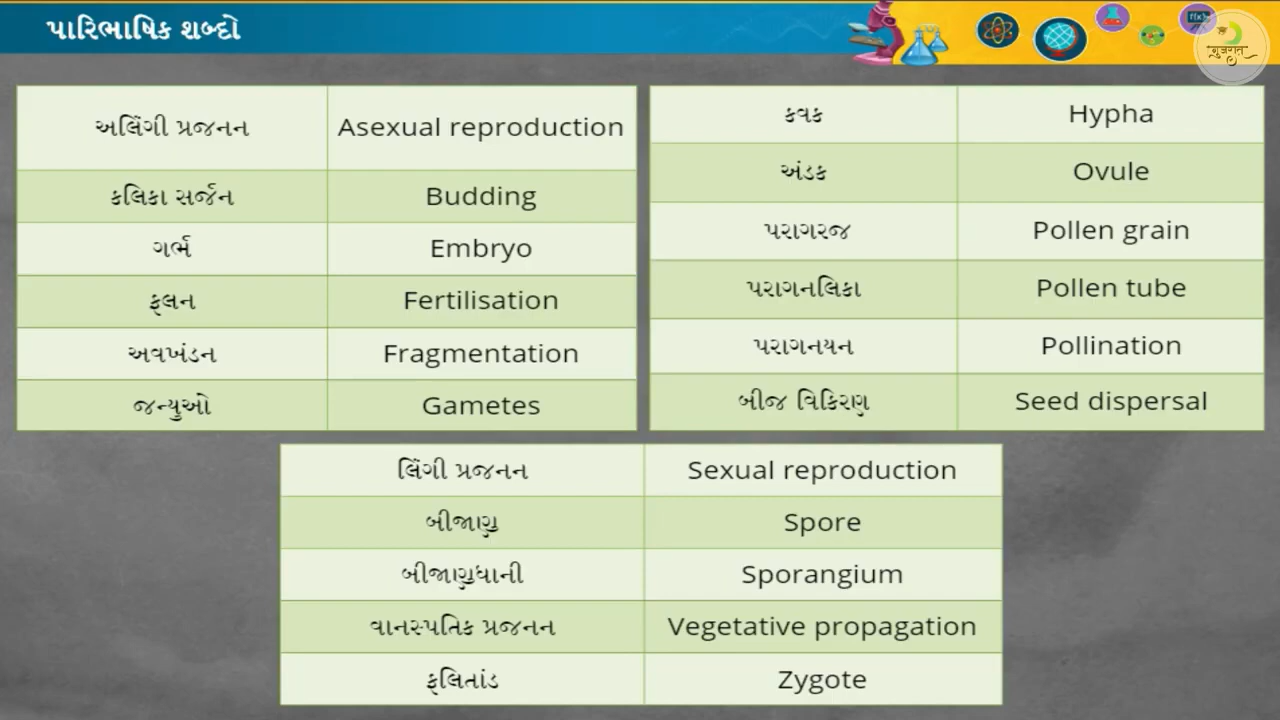 પારિભાષિક શબ્દો
ગુજરાત
અલિંગી પ્રજનન Asexual reproduction
કલિકા સર્જન Budding
ગર્ભ Embryo
ફલન Fertilisation
અવખંડન Fragmentation
જન્યુઓ Gametes
કવક Hypha
અંડક Ovule
પરાગરજ Pollen grain
પરાગનલિકા Pollen tube
પરાગનયન Pollination
બીજ વિકિરણ Seed dispersal
લિંગી પ્રજનન Sexual reproduction
બીજાણુ Spore
બીજાણુધાની Sporangium
વાનસ્પતિક પ્રજનન Vegetative propagation
ફલિતાંડ Zygote